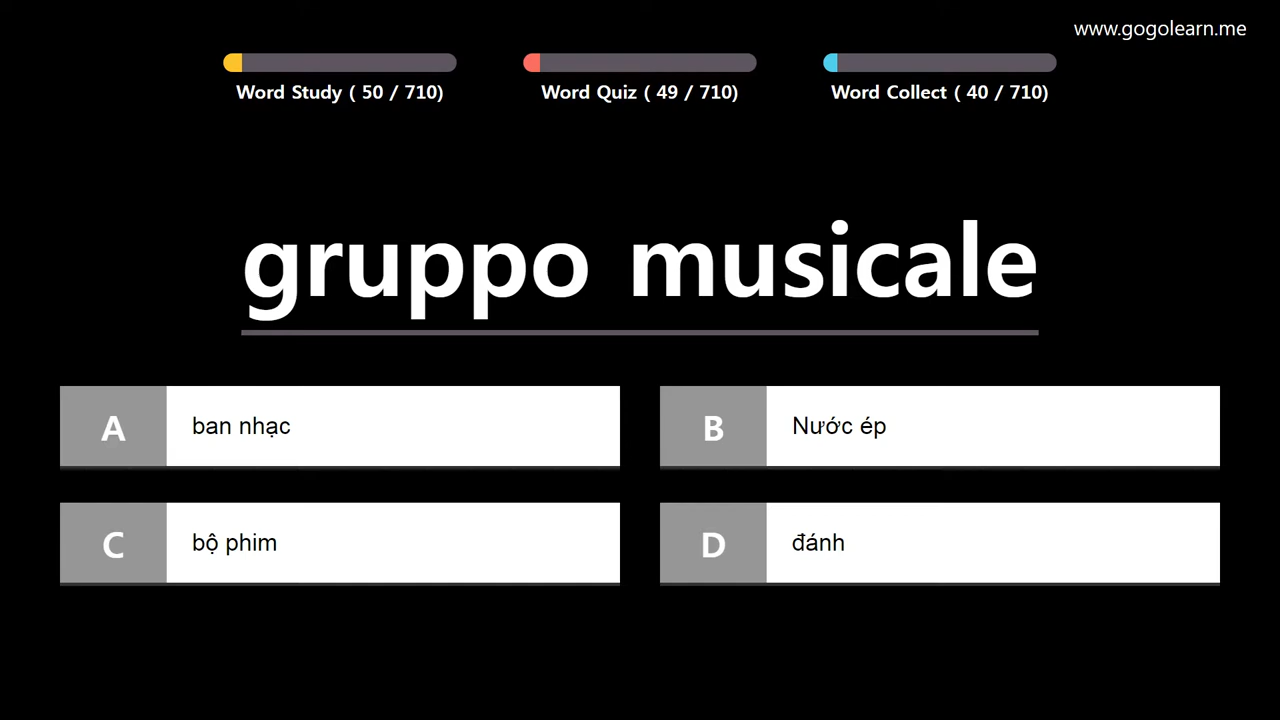 www.gogolearn.me
Word Study ( 50 / 710)
Word Quiz ( 49 / 710)
Word Collect ( 40 / 710)
gruppo musicale
A
ban nhạc
B
Nước ép
C
bộ phim
D
đánh